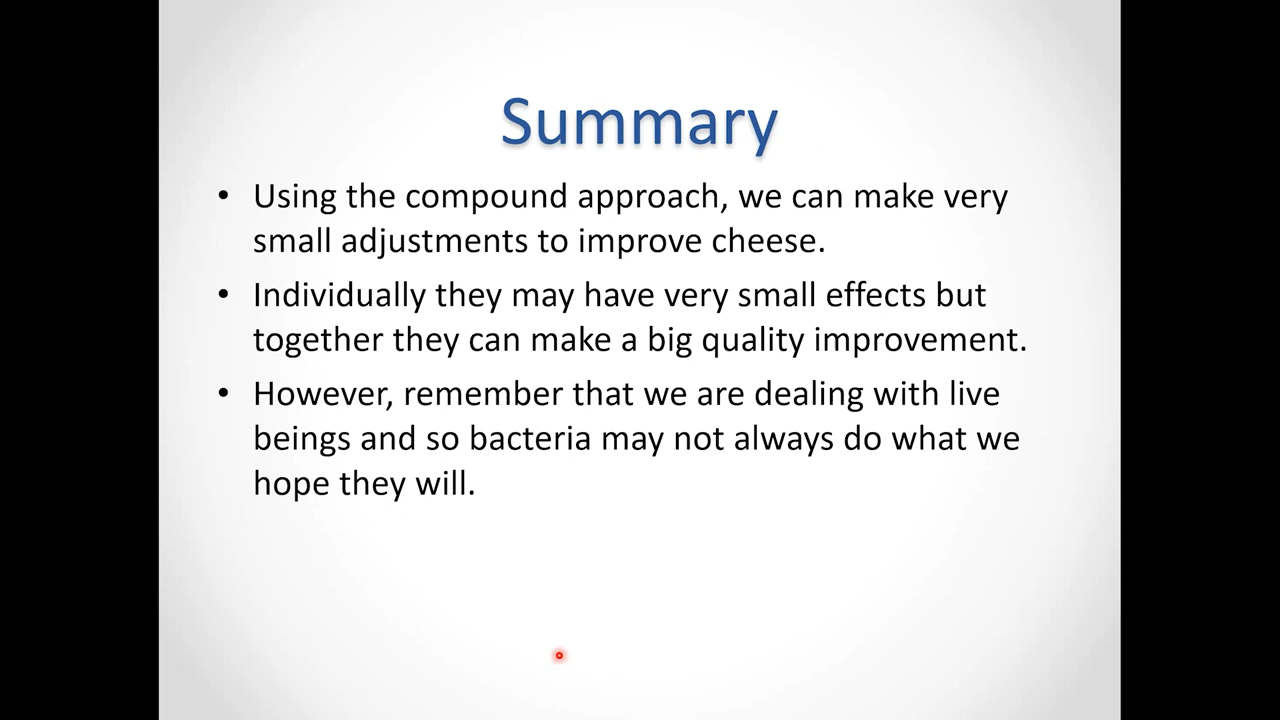 Summary
• Using the compound approach, we can make very
small adjustments to improve cheese.
• Individually they may have very small effects but
together they can make a big quality improvement.
• However, remember that we are dealing with live
beings and so bacteria may not always do what we
hope they will.